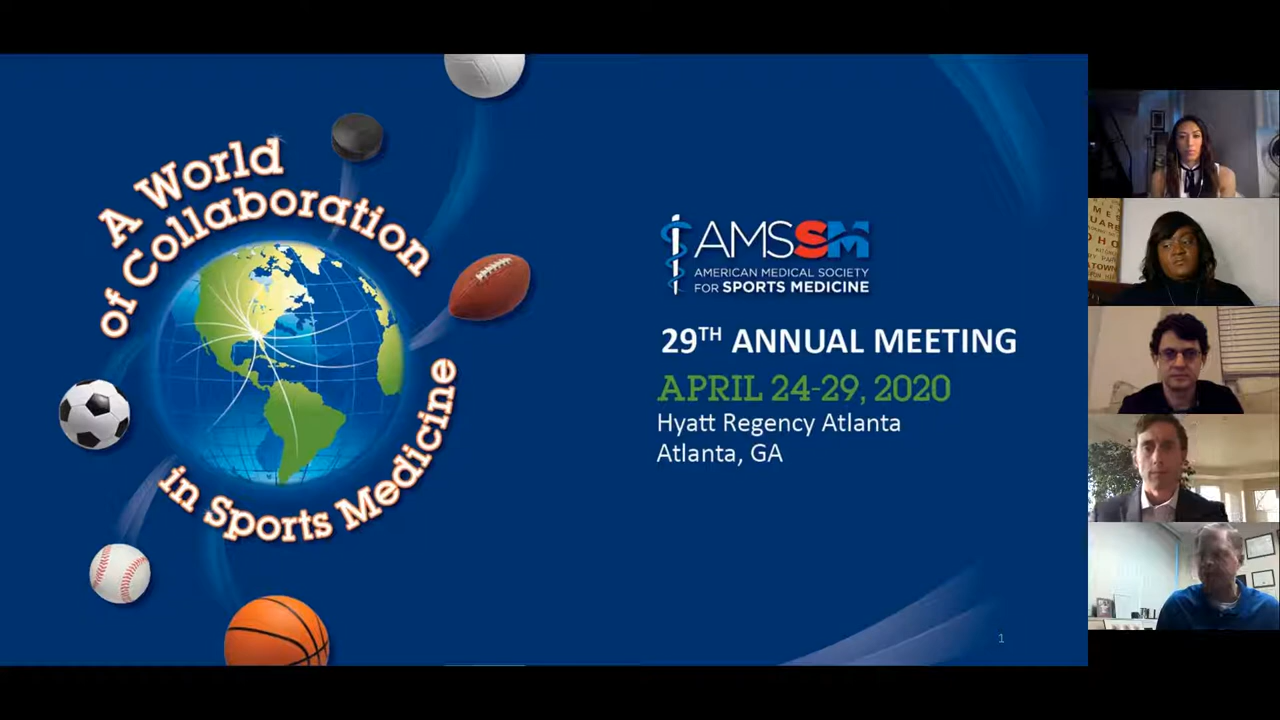 A World
of Collaboration
in Sports Medicine
AMSSM
AMERICAN MEDICAL SOCIETY
FOR SPORTS MEDICINE
29TH ANNUAL MEETING
APRIL 24-29, 2020
Hyatt Regency Atlanta
Atlanta, GA
1